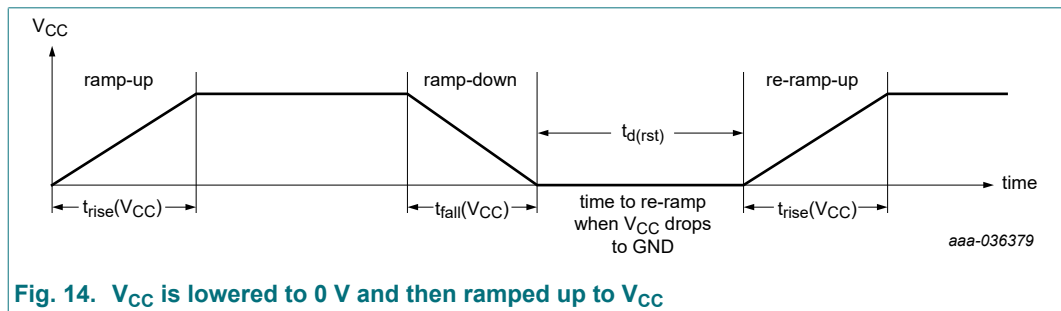 VCC
ramp-up
ramp-down
re-ramp-up
td(rst)
time
trise(VCC)
tfall(VCC)
time to re-ramp
when VCC drops
to GND
trise(VCC)
aaa-036379
Fig. 14. VCC is lowered to 0 V and then ramped up to VCC